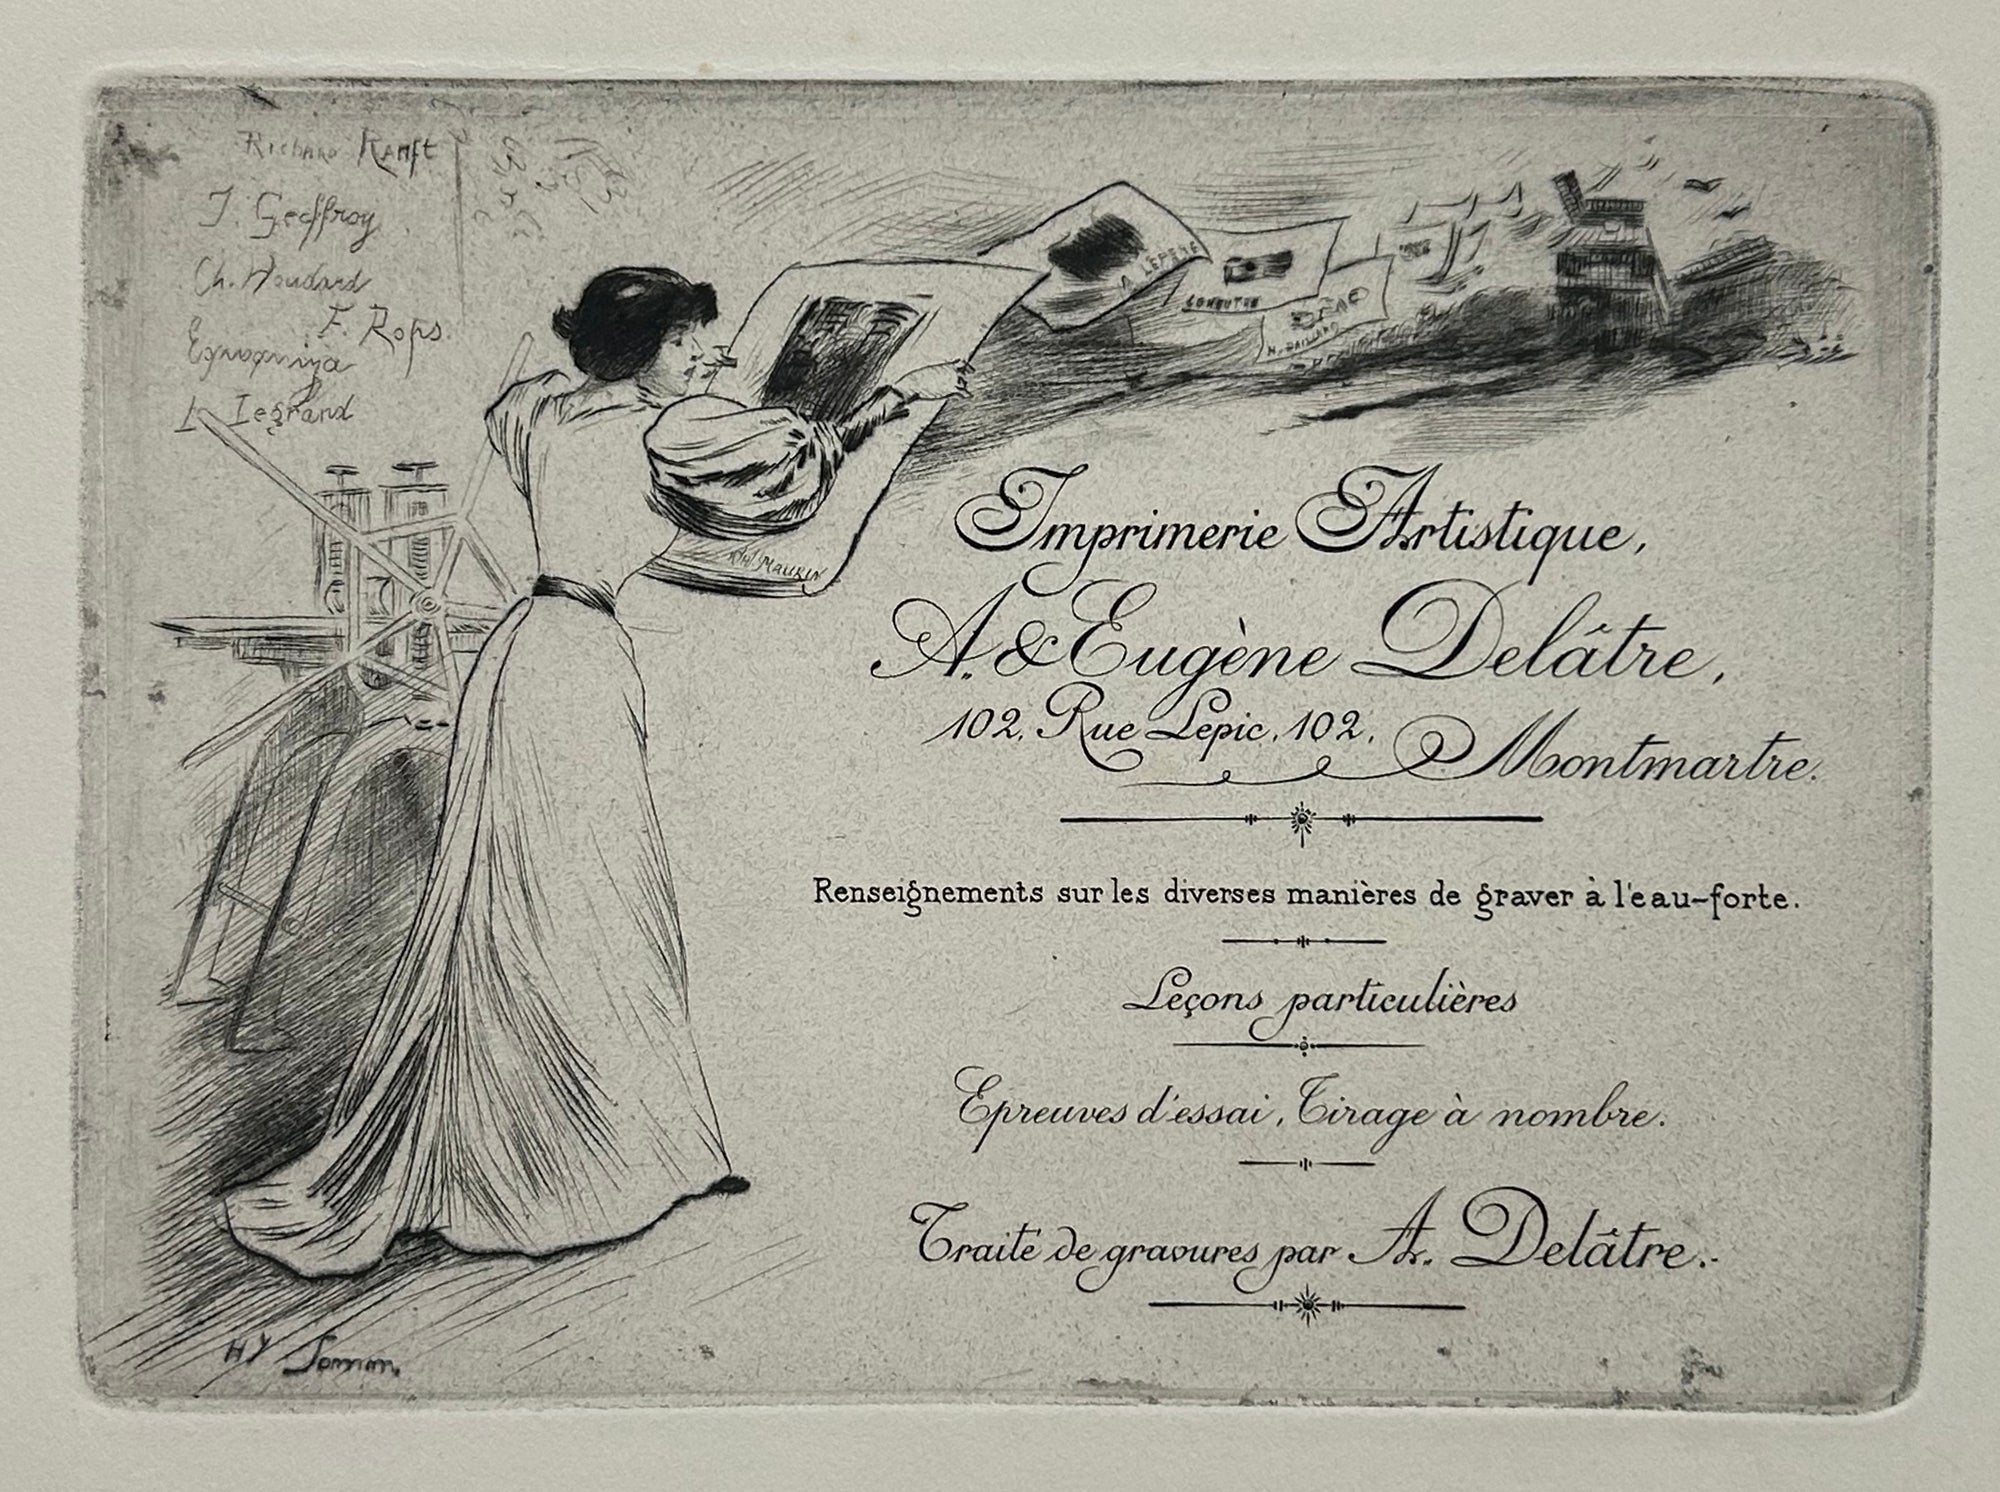 Richard Ranft
J. Geoffroy
Ch. Houdard
F. Rops.
L. Legrand
A LEPÈRE
MAURIN
Imprimerie Artistique,
A. & Eugène Delâtre,
102, Rue Lepic, 102, Montmartre.
Renseignements sur les diverses manières de graver à l'eau-forte.
Leçons particulières
Epreuves d'essai, Tirage à nombre.
Traité de gravures par A. Delâtre.
Hy Somm.